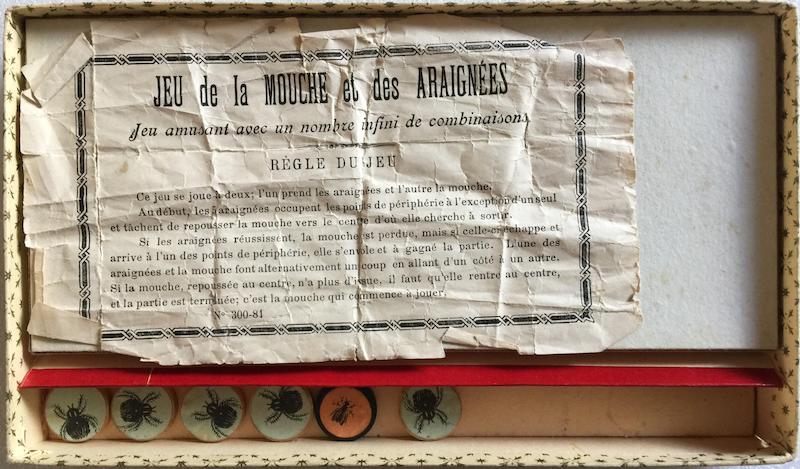 JEU de la MOUCHE et des ARAIGNÉES
Jeu amusant avec un nombre infini de combinaisons
RÈGLE DU JEU
Ce jeu se joue à deux; l'un prend les araignées et l'autre la mouche.
Au début, les araignées occupent les points de périphérie à l'exception d'un seul
et tâchent de repousser la mouche vers le centre d'où elle cherche à sortir.
Si les araignées réussissent, la mouche est perdue, mais si celle-ci échappe et
arrive à l'un des points de périphérie, elle s'envole et à gagné la partie. L'une des
araignées et la mouche font alternativement un coup en allant d'un côté à un autre.
Si la mouche, repoussée au centre, n'a plus d'issue, il faut qu'elle rentre au centre,
et la partie est terminée; c'est la mouche qui commence à jouer.
N° 300-81